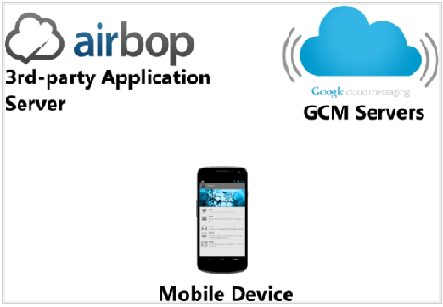 airbop
3rd-party Application
Server
Google cloud messaging
GCM Servers
Mobile Device